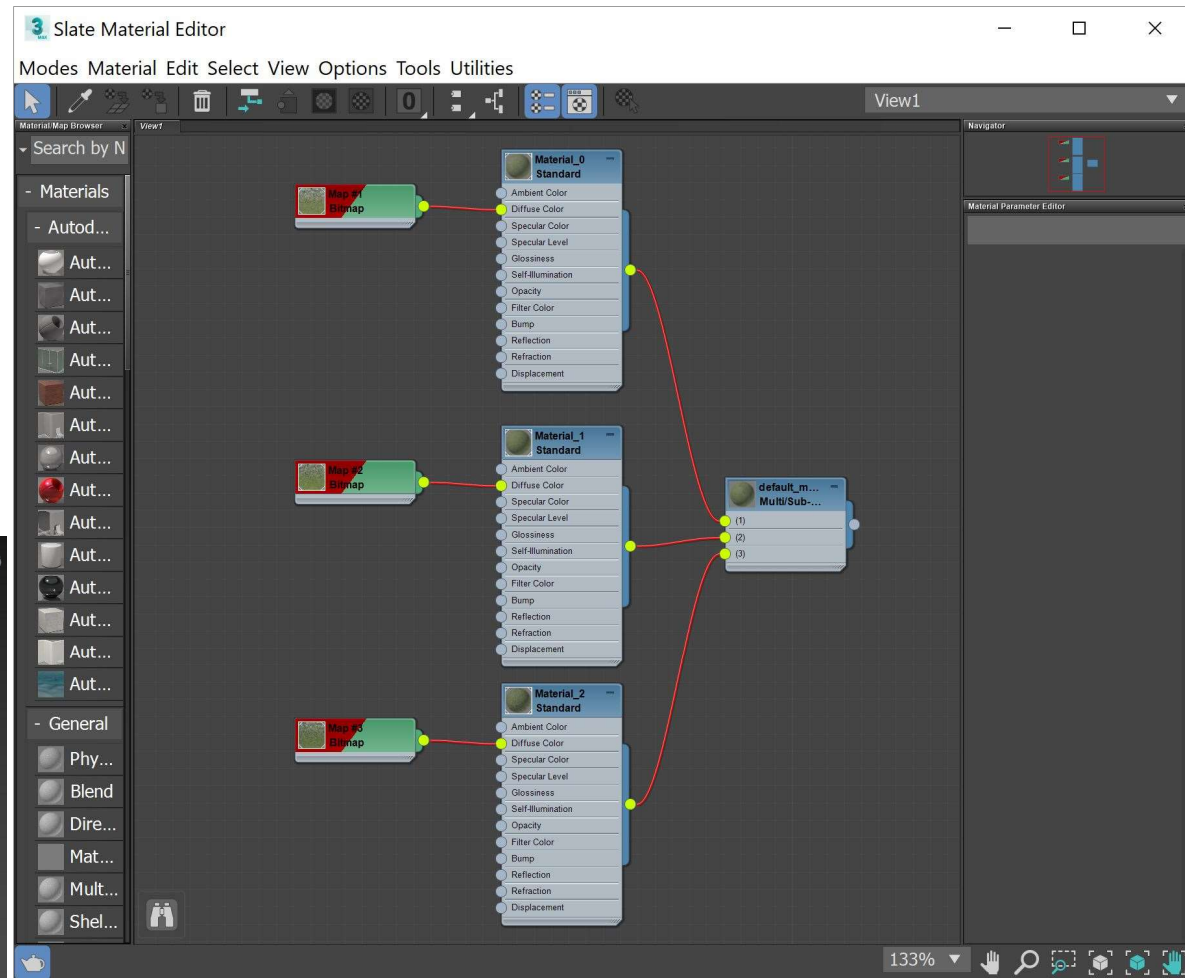 Slate Material Editor
Modes Material Edit Select View Options Tools Utilities
0
View1
Material/Map Browser
View1
Navigator
Search by N
- Materials
- Autod...
Aut...
Aut...
Aut...
Aut...
Aut...
Aut...
Aut...
Aut...
Aut...
Aut...
Aut...
Aut...
Aut...
Aut...
- General
Phy...
Blend
Dire...
Mat...
Mult...
Shel...
Map #1
Bitmap
Material_0
Standard
Ambient Color
Diffuse Color
Specular Color
Specular Level
Glossiness
Self-Illumination
Opacity
Filter Color
Bump
Reflection
Refraction
Displacement
Map #2
Bitmap
Material_1
Standard
Ambient Color
Diffuse Color
Specular Color
Specular Level
Glossiness
Self-Illumination
Opacity
Filter Color
Bump
Reflection
Refraction
Displacement
Map #3
Bitmap
Material_2
Standard
Ambient Color
Diffuse Color
Specular Color
Specular Level
Glossiness
Self-Illumination
Opacity
Filter Color
Bump
Reflection
Refraction
Displacement
default_m...
Multi/Sub-...
(1)
(2)
(3)
Material Parameter Editor
133%